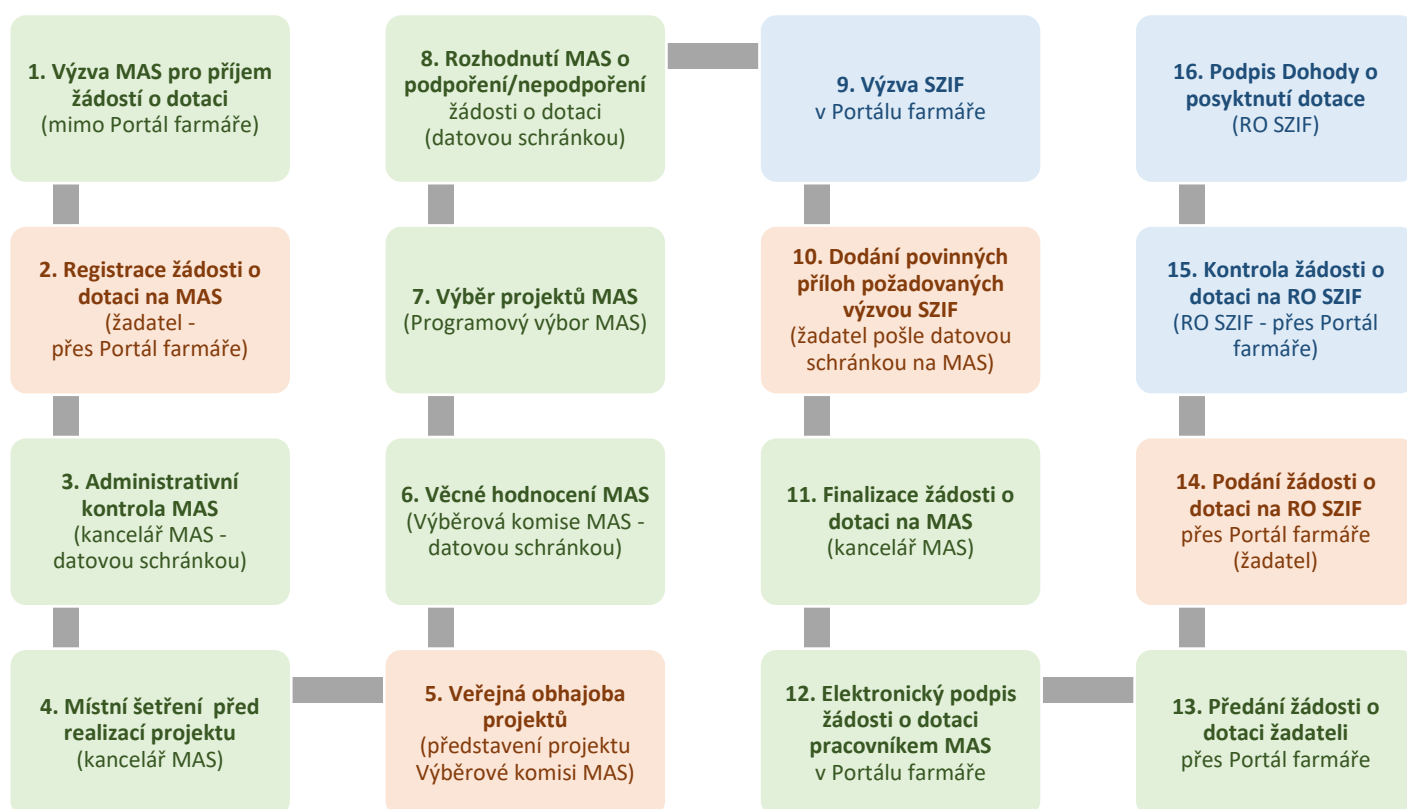 1. Výzva MAS pro příjem
žádostí o dotaci
(mimo Portál farmáře)
2. Registrace žádosti o
dotaci na MAS
(žadatel -
přes Portál farmáře)
3. Administrativní
kontrola MAS
(kancelář MAS -
datovou schránkou)
4. Místní šetření  před
realizací projektu
(kancelář MAS)
5. Veřejná obhajoba
projektů
(představení projektu
Výběrové komisi MAS)
6. Věcné hodnocení MAS
(Výběrová komise MAS -
datovou schránkou)
7. Výběr projektů MAS
(Programový výbor MAS)
8. Rozhodnutí MAS o
podpoření/nepodpoření
žádosti o dotaci
(datovou schránkou)
9. Výzva SZIF
v Portálu farmáře
10. Dodání povinných
příloh požadovaných
výzvou SZIF
(žadatel pošle datovou
schránkou na MAS)
11. Finalizace žádosti o
dotaci na MAS
(kancelář MAS)
12. Elektronický podpis
žádosti o dotaci
pracovníkem MAS
v Portálu farmáře
13. Předání žádosti o
dotaci žadateli
přes Portál farmáře
14. Podání žádosti o
dotaci na RO SZIF
přes Portál farmáře
(žadatel)
15. Kontrola žádosti o
dotaci na RO SZIF
(RO SZIF - přes Portál
farmáře)
16. Podpis Dohody o
posyktnutí dotace
(RO SZIF)